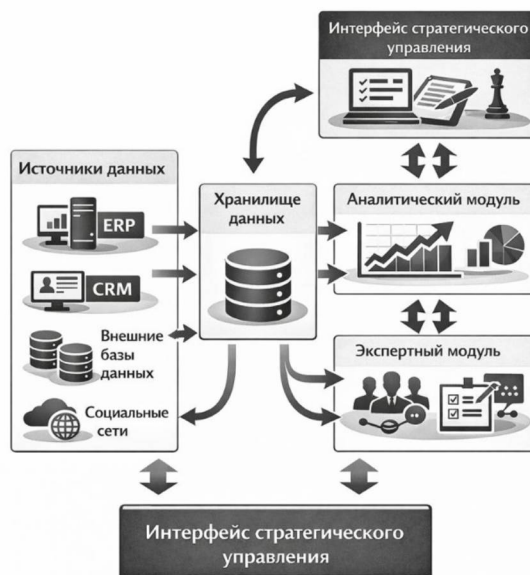 Интерфейс стратегического
управления
Источники данных
ERP
CRM
Внешние
базы
данных
Социальные
сети
Хранилище
данных
Аналитический модуль
Экспертный модуль
Интерфейс стратегического
управления